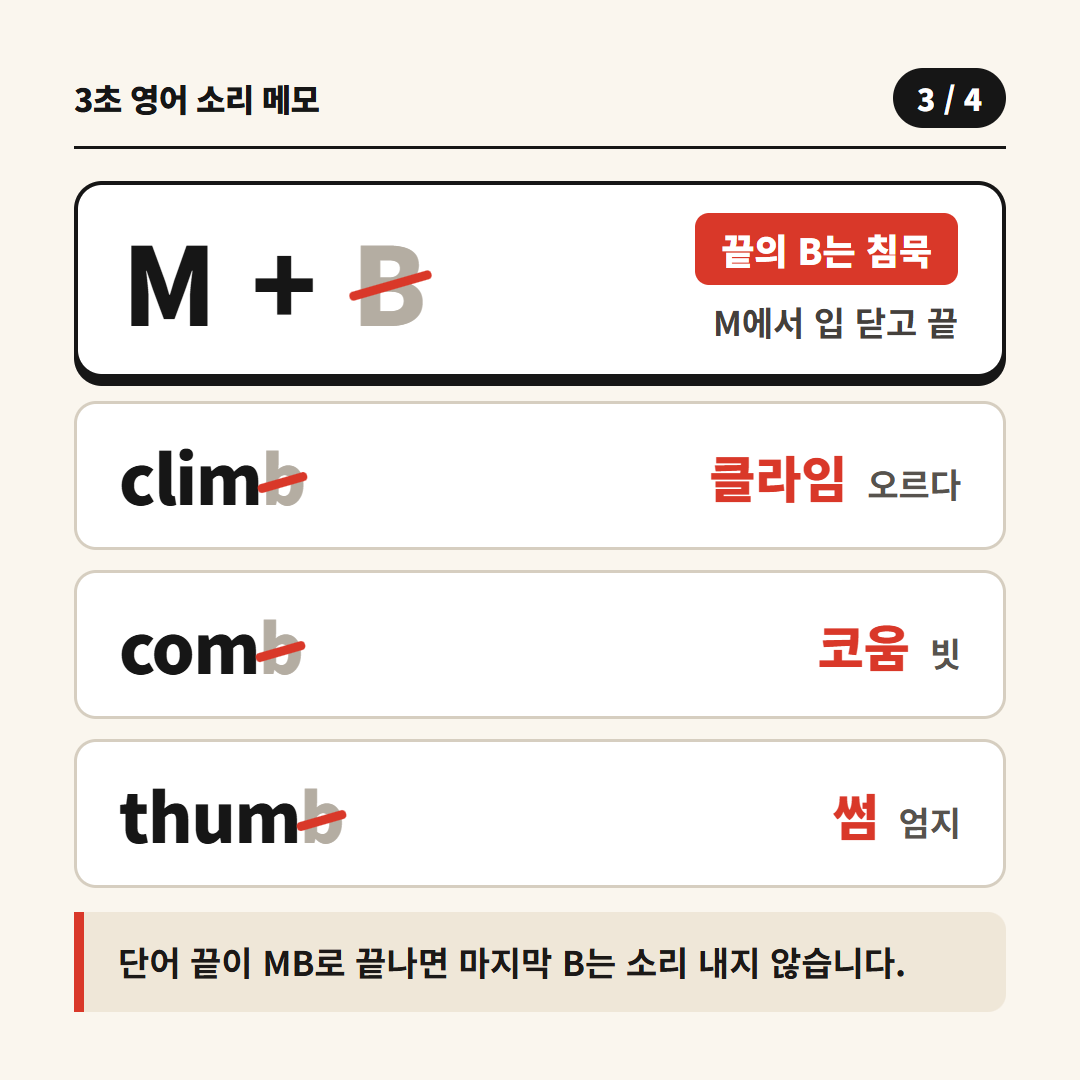 3초 영어 소리 메모
3 / 4
M + B
끝의 B는 침묵
M에서 입 닫고 끝
climb
클라임 오르다
comb
코움 빗
thumb
썸 엄지
단어 끝이 MB로 끝나면 마지막 B는 소리 내지 않습니다.